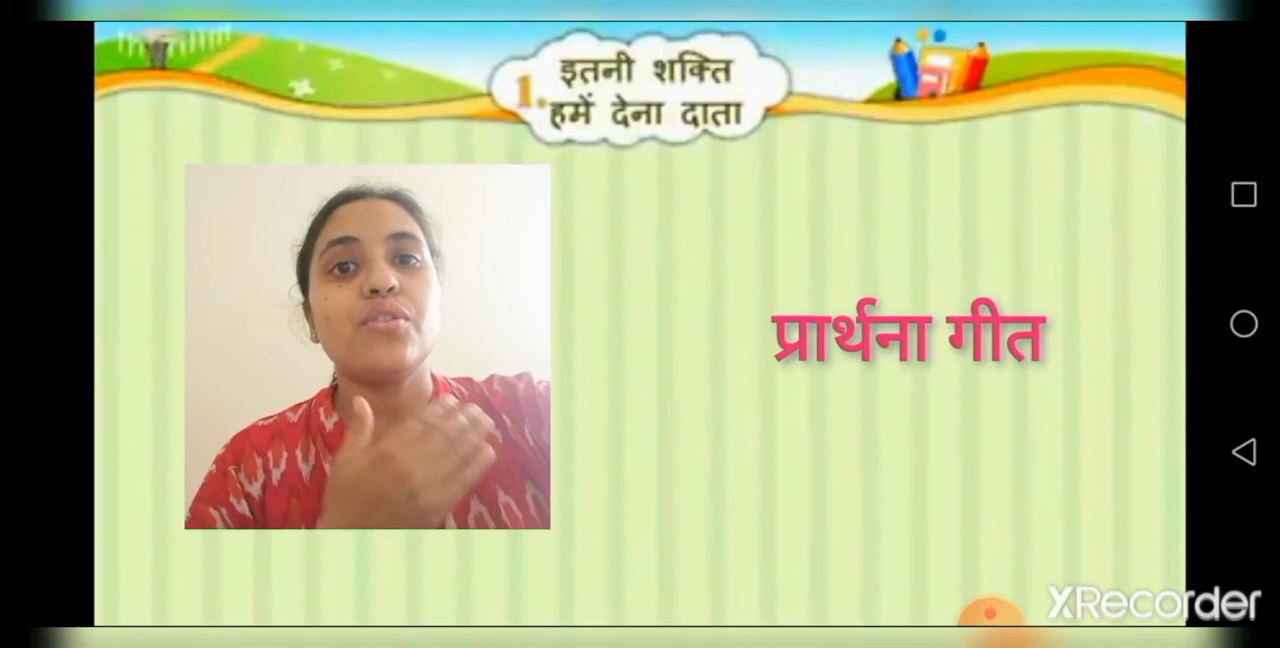 1. इतनी शक्ति
हमें देना दाता
प्रार्थना गीत
XRecorder